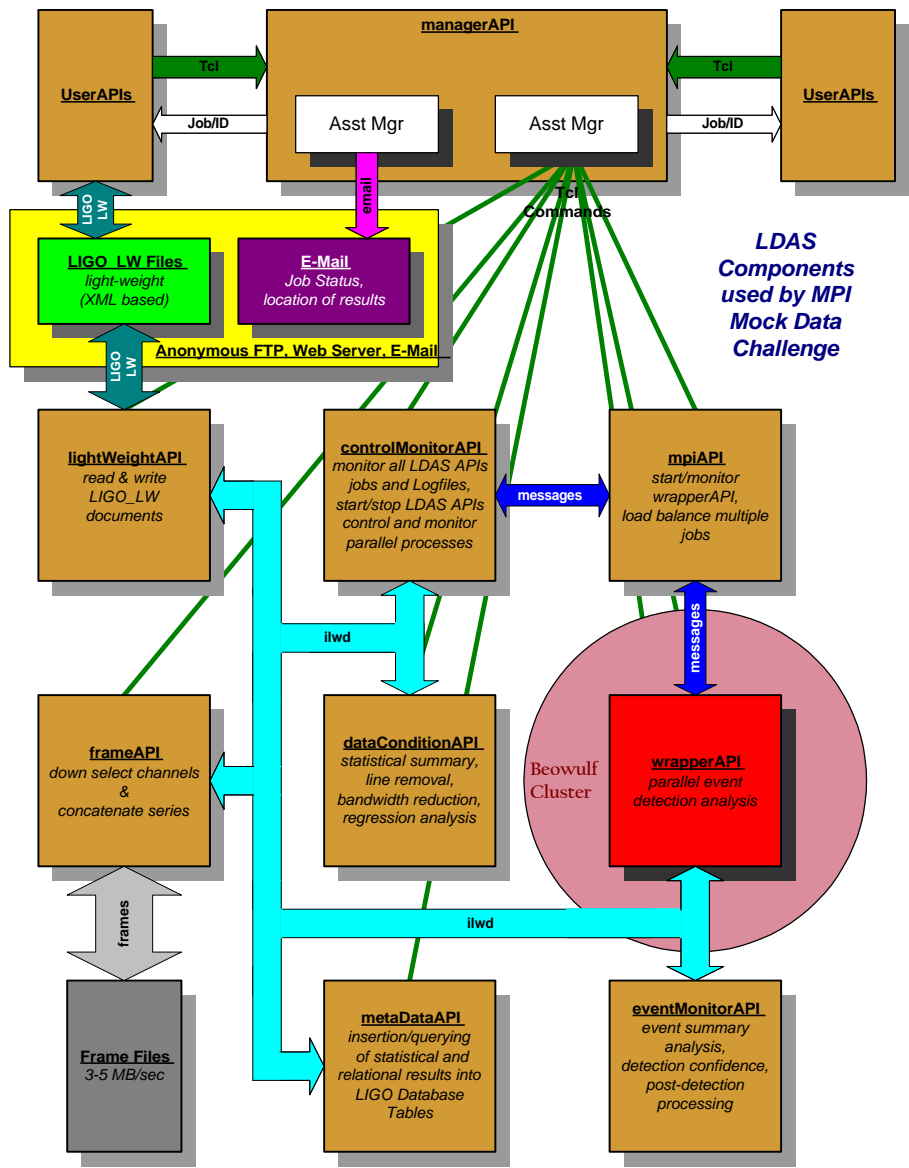 managerAPI
Tcl
Tcl
UserAPIs
UserAPIs
Job/ID
Asst Mgr
Asst Mgr
Job/ID
email
LIGO
LW
Tcl
Commands
LIGO_LW Files
light-weight
(XML based)
E-Mail
Job Status,
location of results
LDAS
Components
used by MPI
Mock Data
Challenge
Anonymous FTP, Web Server, E-Mail
LIGO
LW
lightWeightAPI
read & write
LIGO_LW
documents
controlMonitorAPI
monitor all LDAS APIs
jobs and Logfiles,
start/stop LDAS APIs
control and monitor
parallel processes
messages
mpiAPI
start/monitor
wrapperAPI,
load balance multiple
jobs
messages
ilwd
frameAPI
down select channels
&
concatenate series
dataConditionAPI
statistical summary,
line removal,
bandwidth reduction,
regression analysis
Beowulf
Cluster
wrapperAPI
parallel event
detection analysis
frames
ilwd
Frame Files
3-5 MB/sec
metaDataAPI
insertion/querying
of statistical and
relational results into
LIGO Database
Tables
eventMonitorAPI
event summary
analysis,
detection confidence,
post-detection
processing